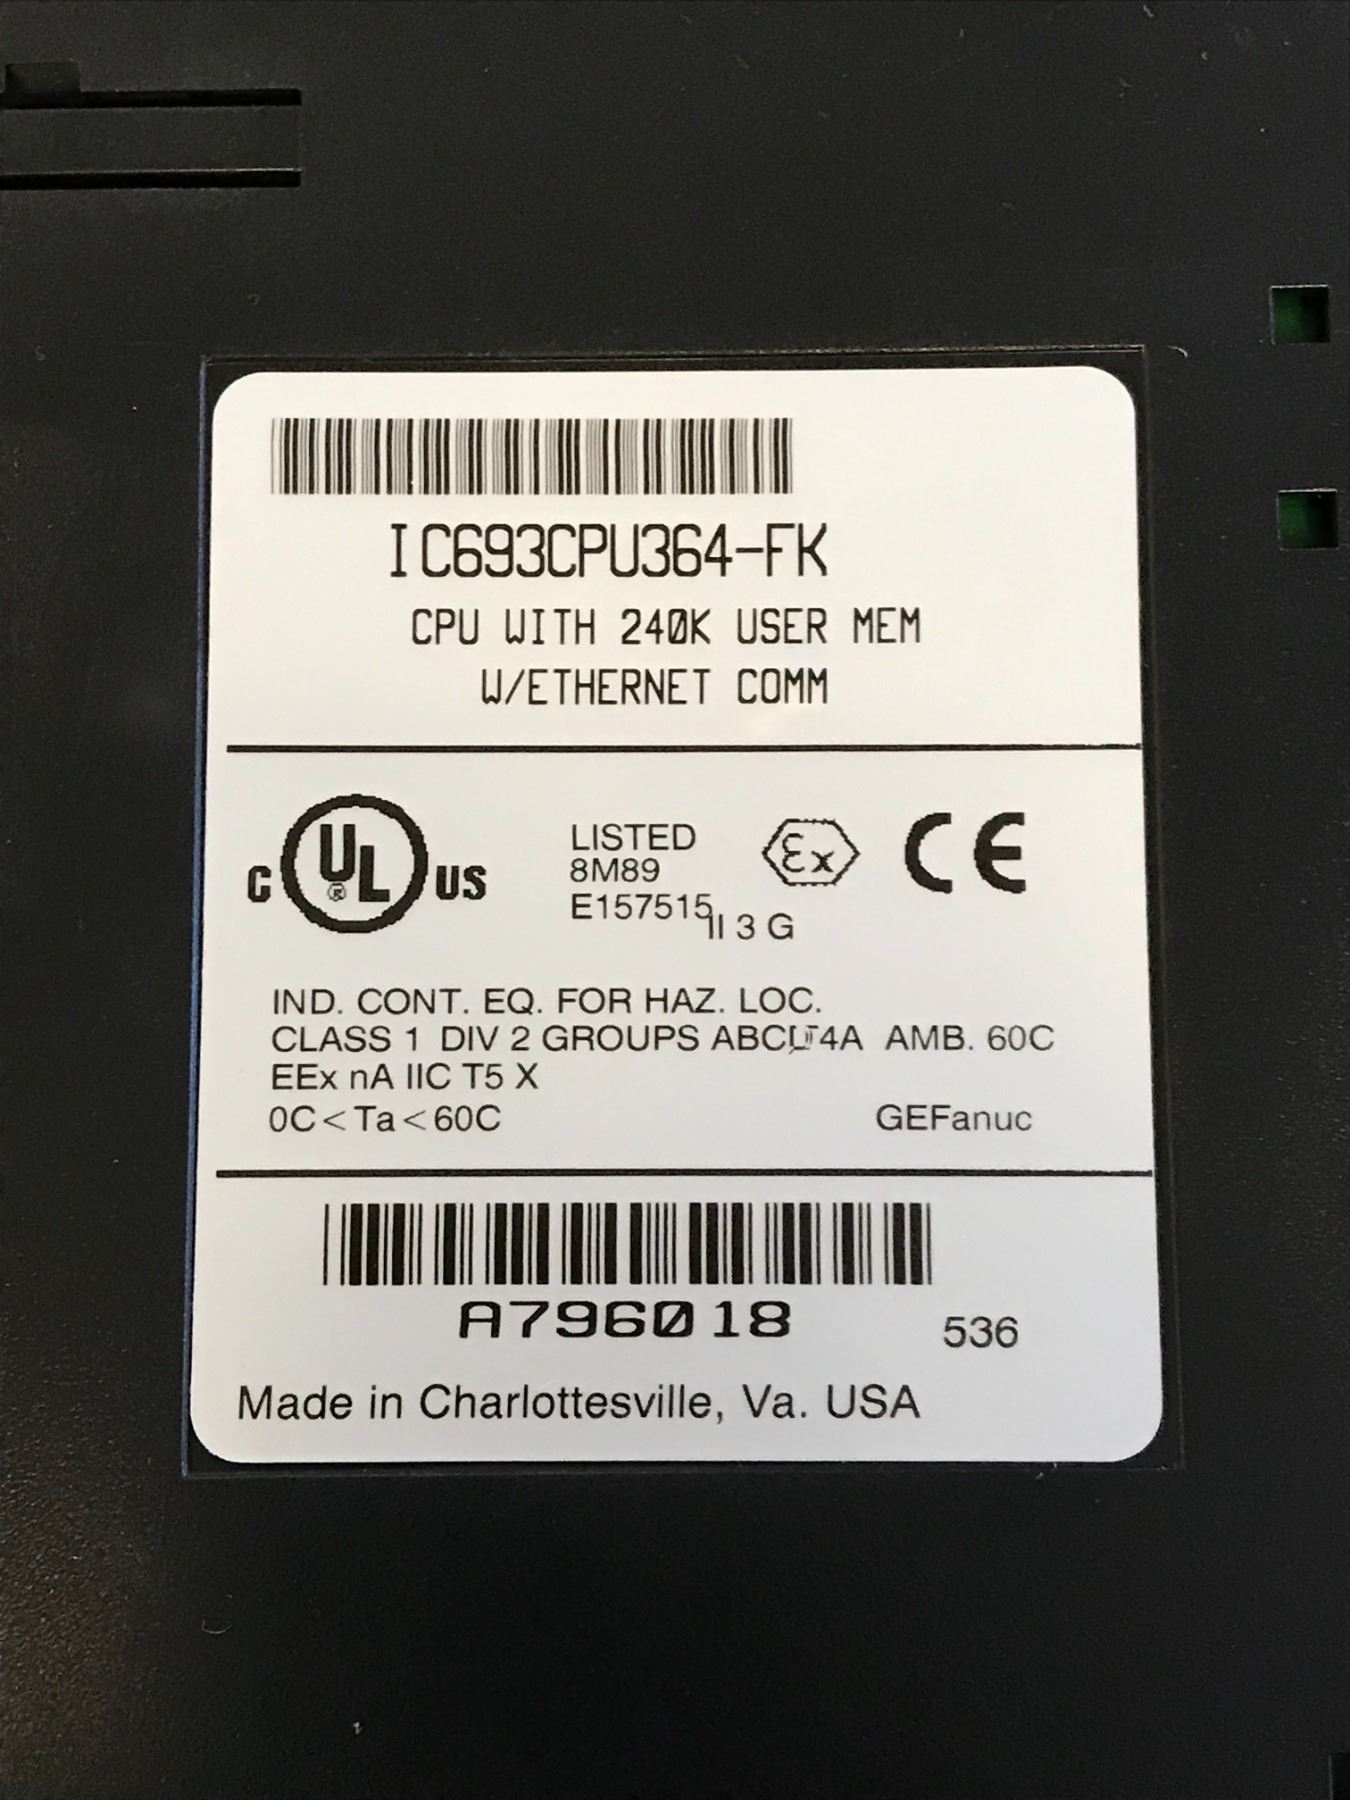 IC693CPU364-FK
CPU WITH 240K USER MEM
W/ETHERNET COMM
C UL ® US
LISTED
8M89
E157515
Ex
CE
II 3 G
IND. CONT. EQ. FOR HAZ. LOC.
CLASS 1 DIV 2 GROUPS 4A AMB. 60C
EEx nA IIC T5 X
0C<Ta<60C
GEFanuc
A796018
536
Made in Charlottesville, Va. USA